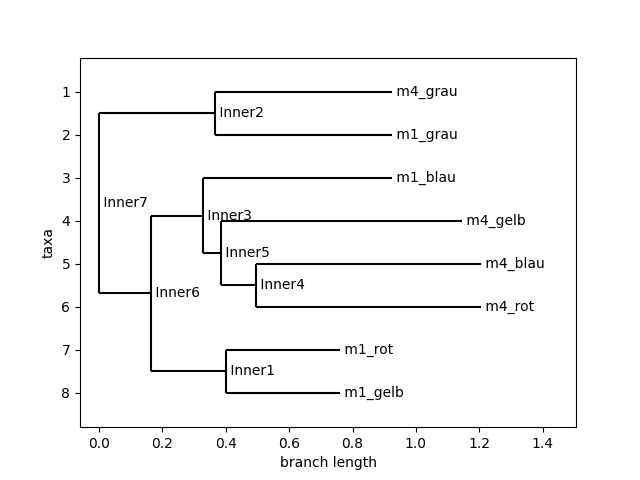 1
m4_grau
Inner2
2
m1_grau
3
m1_blau
Inner7
Inner3
4
m4_gelb
taxa
Inner5
5
m4_blau
Inner4
Inner6
6
m4_rot
7
m1_rot
Inner1
8
m1_gelb
0.0 0.2 0.4 0.6 0.8 1.0 1.2 1.4
branch length